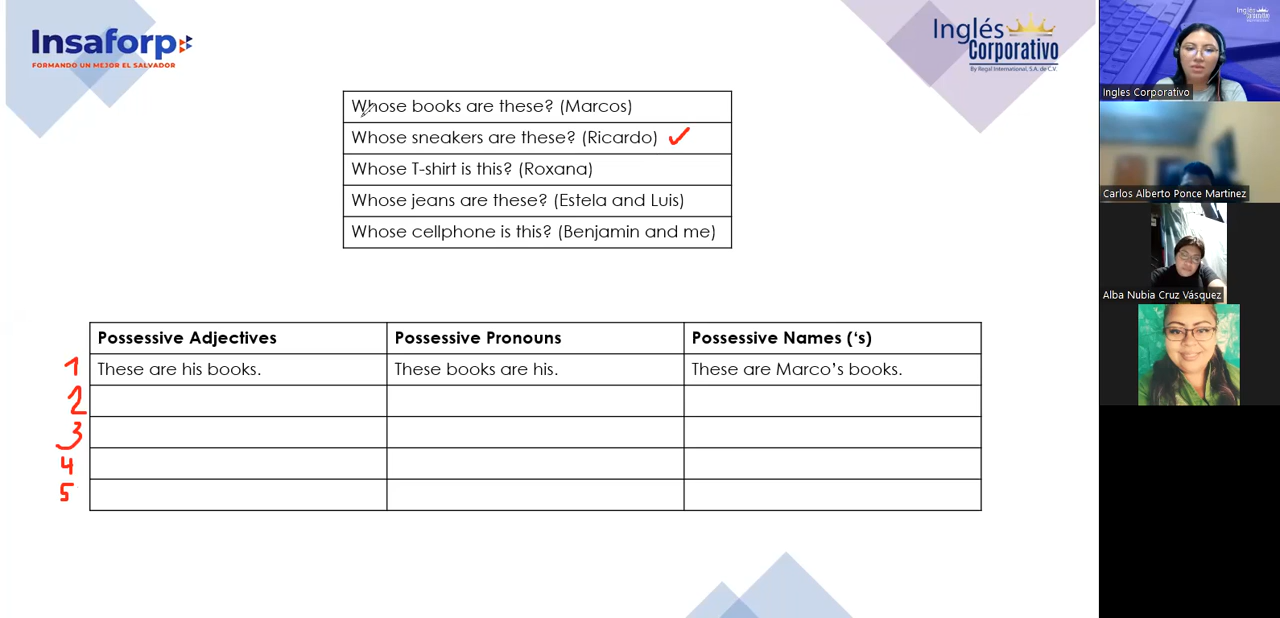 Insaforp
FORMANDO UN MEJOR EL SALVADOR
Inglés
Corporativo
By Regal International, S.A. de C.V.
Whose books are these? (Marcos)
Whose sneakers are these? (Ricardo) ✓
Whose T-shirt is this? (Roxana)
Whose jeans are these? (Estela and Luis)
Whose cellphone is this? (Benjamin and me)
Possessive Adjectives Possessive Pronouns Possessive Names (‘s)
1 These are his books. These books are his. These are Marco’s books.
2
3
4
5
Ingles Corporativo
Carlos Alberto Ponce Martinez
Alba Nubia Cruz Vásquez